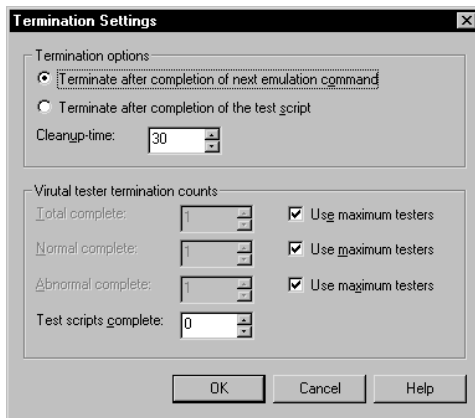 Termination Settings
Termination options
Terminate after completion of next emulation command
Terminate after completion of the test script
Cleanup-time: 30
Virutal tester termination counts
Total complete: 1 Use maximum testers
Normal complete: 1 Use maximum testers
Abnormal complete: 1 Use maximum testers
Test scripts complete: 0
OK Cancel Help